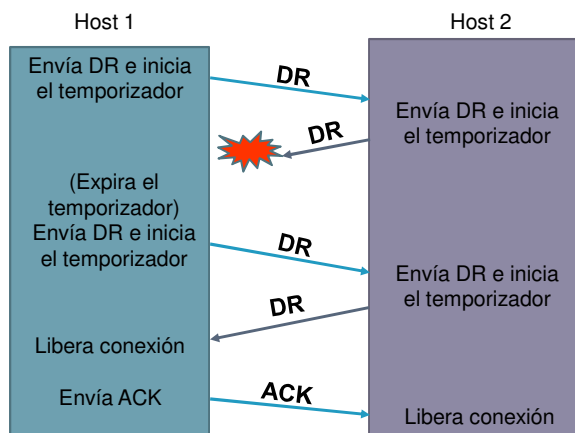 Host 1
Host 2
Envía DR e inicia
el temporizador
DR
Envía DR e inicia
el temporizador
DR
(Expira el
temporizador)
Envía DR e inicia
el temporizador
DR
Envía DR e inicia
el temporizador
DR
Libera conexión
Envía ACK
ACK
Libera conexión